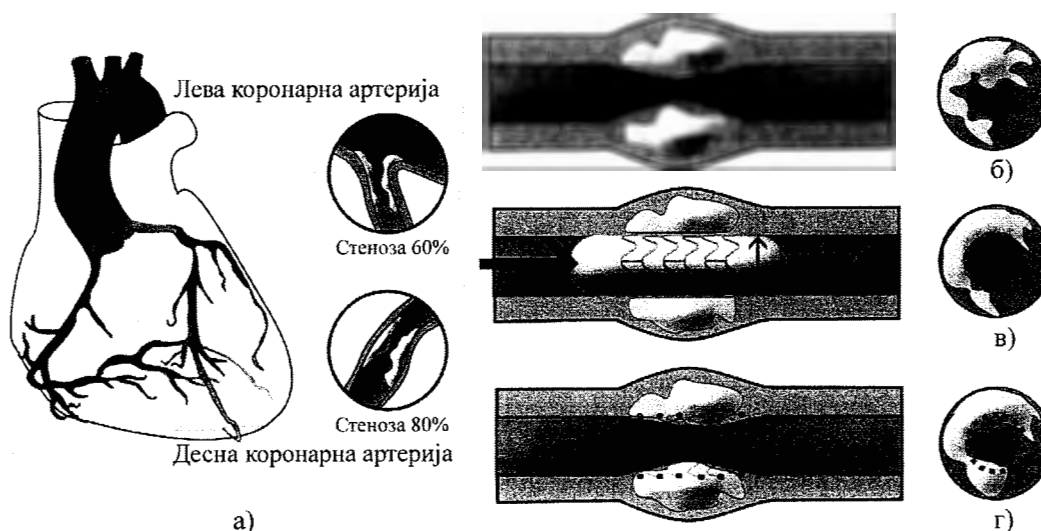 Лева коронарна артерија
Стеноза 60%
Стеноза 80%
Десна коронарна артерија
а)
б)
в)
г)